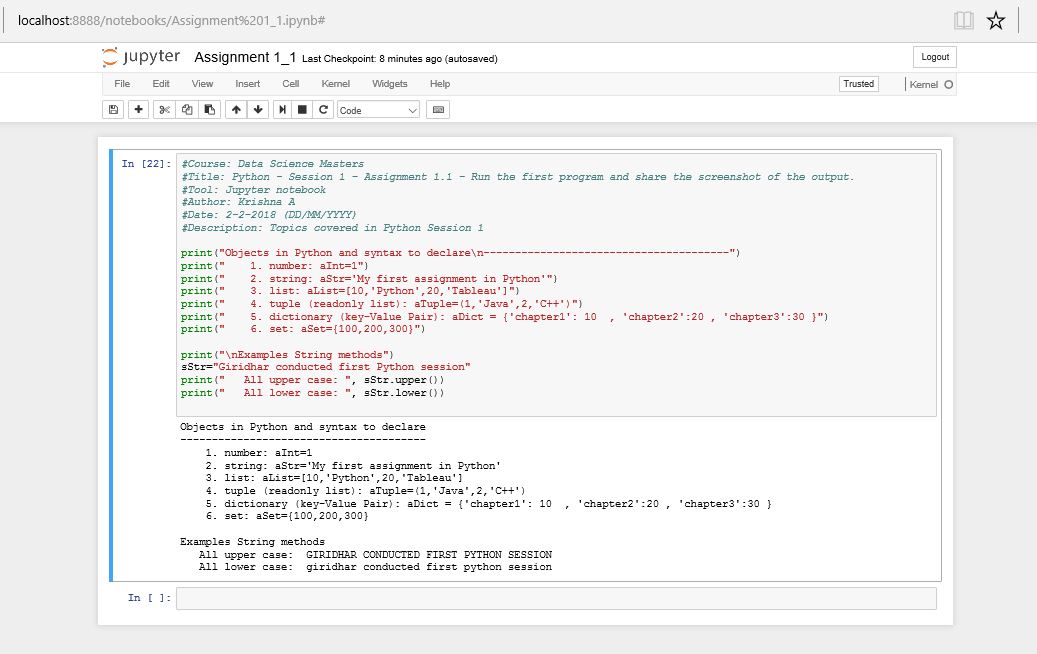 localhost:8888/notebooks/Assignment%201_1.ipynb#
jupyter Assignment 1_1 Last Checkpoint: 8 minutes ago (autosaved) Logout
File Edit View Insert Cell Kernel Widgets Help Trusted Kernel
Code
In [22]: #Course: Data Science Masters
#Title: Python - Session 1 - Assignment 1.1 - Run the first program and share the screenshot of the output.
#Tool: Jupyter notebook
#Author: Krishna A
#Date: 2-2-2018 (DD/MM/YYYY)
#Description: Topics covered in Python Session 1
print("Objects in Python and syntax to declare\n---------------------------------------")
print("    1. number: aInt=1")
print("    2. string: aStr='My first assignment in Python'")
print("    3. list: aList=[10,'Python',20,'Tableau']")
print("    4. tuple (readonly list): aTuple=(1,'Java',2,'C++')")
print("    5. dictionary (key-Value Pair): aDict = {'chapter1': 10  , 'chapter2':20 , 'chapter3':30 }")
print("    6. set: aSet={100,200,300}")
print("\nExamples String methods")
sStr="Giridhar conducted first Python session"
print("   All upper case: ", sStr.upper())
print("   All lower case: ", sStr.lower())
Objects in Python and syntax to declare
---------------------------------------
    1. number: aInt=1
    2. string: aStr='My first assignment in Python'
    3. list: aList=[10,'Python',20,'Tableau']
    4. tuple (readonly list): aTuple=(1,'Java',2,'C++')
    5. dictionary (key-Value Pair): aDict = {'chapter1': 10  , 'chapter2':20 , 'chapter3':30 }
    6. set: aSet={100,200,300}
Examples String methods
   All upper case:  GIRIDHAR CONDUCTED FIRST PYTHON SESSION
   All lower case:  giridhar conducted first python session
In [ ]: